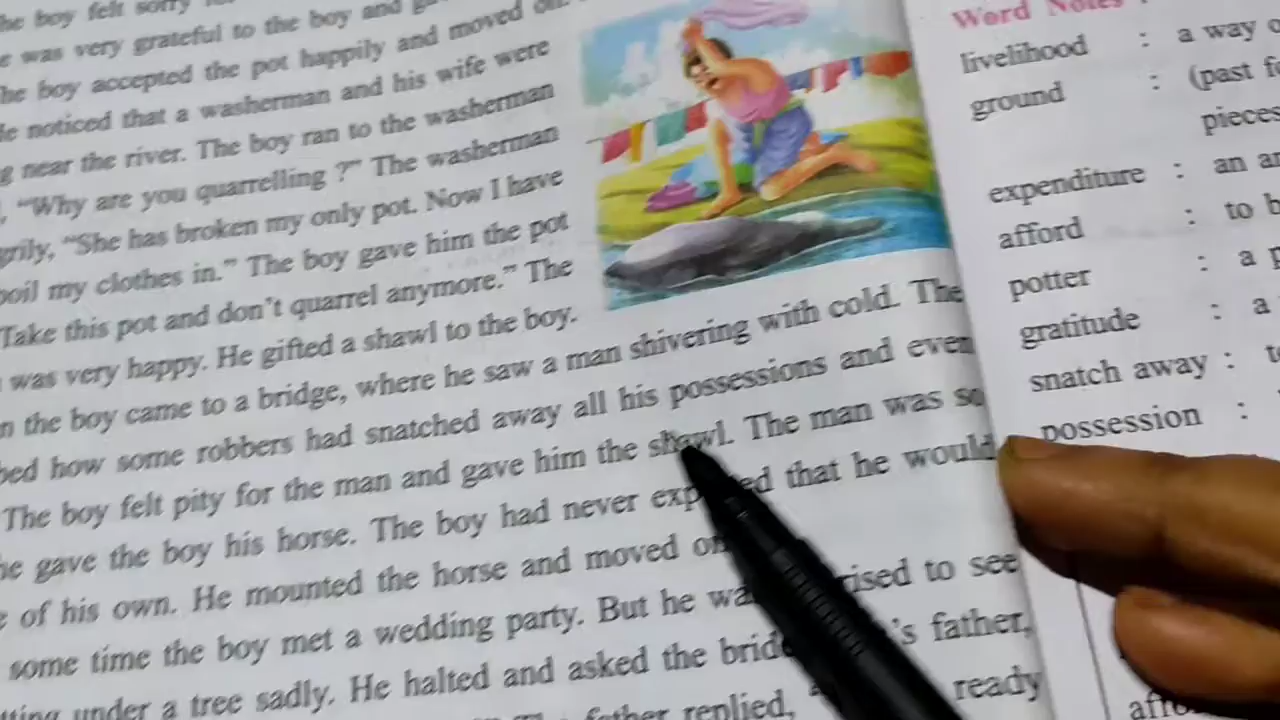 he boy felt sorry
was very grateful to the boy and
he boy accepted the pot happily and moved on.
He noticed that a washerman and his wife were
g near the river. The boy ran to the washerman
, “Why are you quarrelling ?” The washerman
grily, “She has broken my only pot. Now I have
boil my clothes in.” The boy gave him the pot
Take this pot and don’t quarrel anymore.” The
was very happy. He gifted a shawl to the boy.
n the boy came to a bridge, where he saw a man shivering with cold. The
bed how some robbers had snatched away all his possessions and even
The boy felt pity for the man and gave him the shawl. The man was so
he gave the boy his horse. The boy had never that he would
of his own. He mounted the horse and moved
some time the boy met a wedding party. But he was rised to see
tting under a tree sadly. He halted and asked the bride 's father,
father replied, ready
Word Notes :
livelihood : a way
ground : (past
pieces
expenditure : an
afford : to
potter : a
gratitude : a
snatch away :
possession :